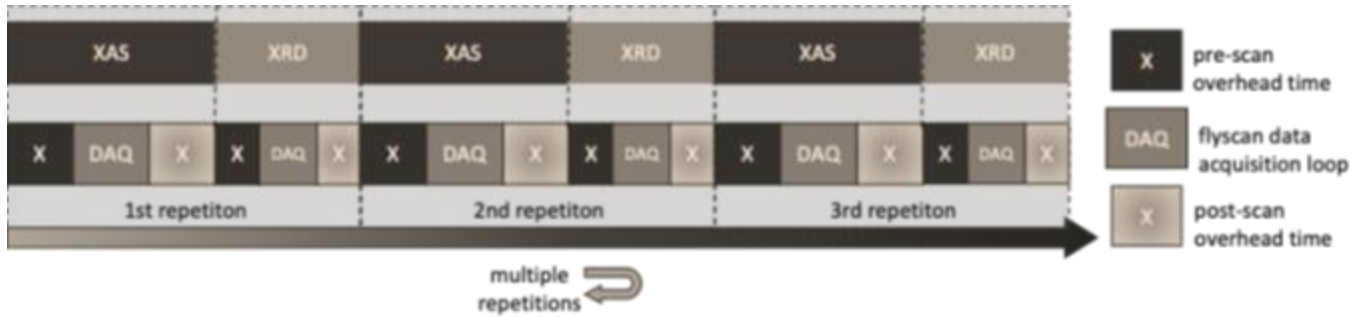 XAS XRD XAS XRD XAS XRD
X DAQ X X DAQ X X DAQ X X DAQ X X DAQ X X DAQ X
1st repetiton 2nd repetiton 3rd repetiton
multiple
repetitions
X pre-scan
overhead time
DAQ flyscan data
acquisition loop
X post-scan
overhead time